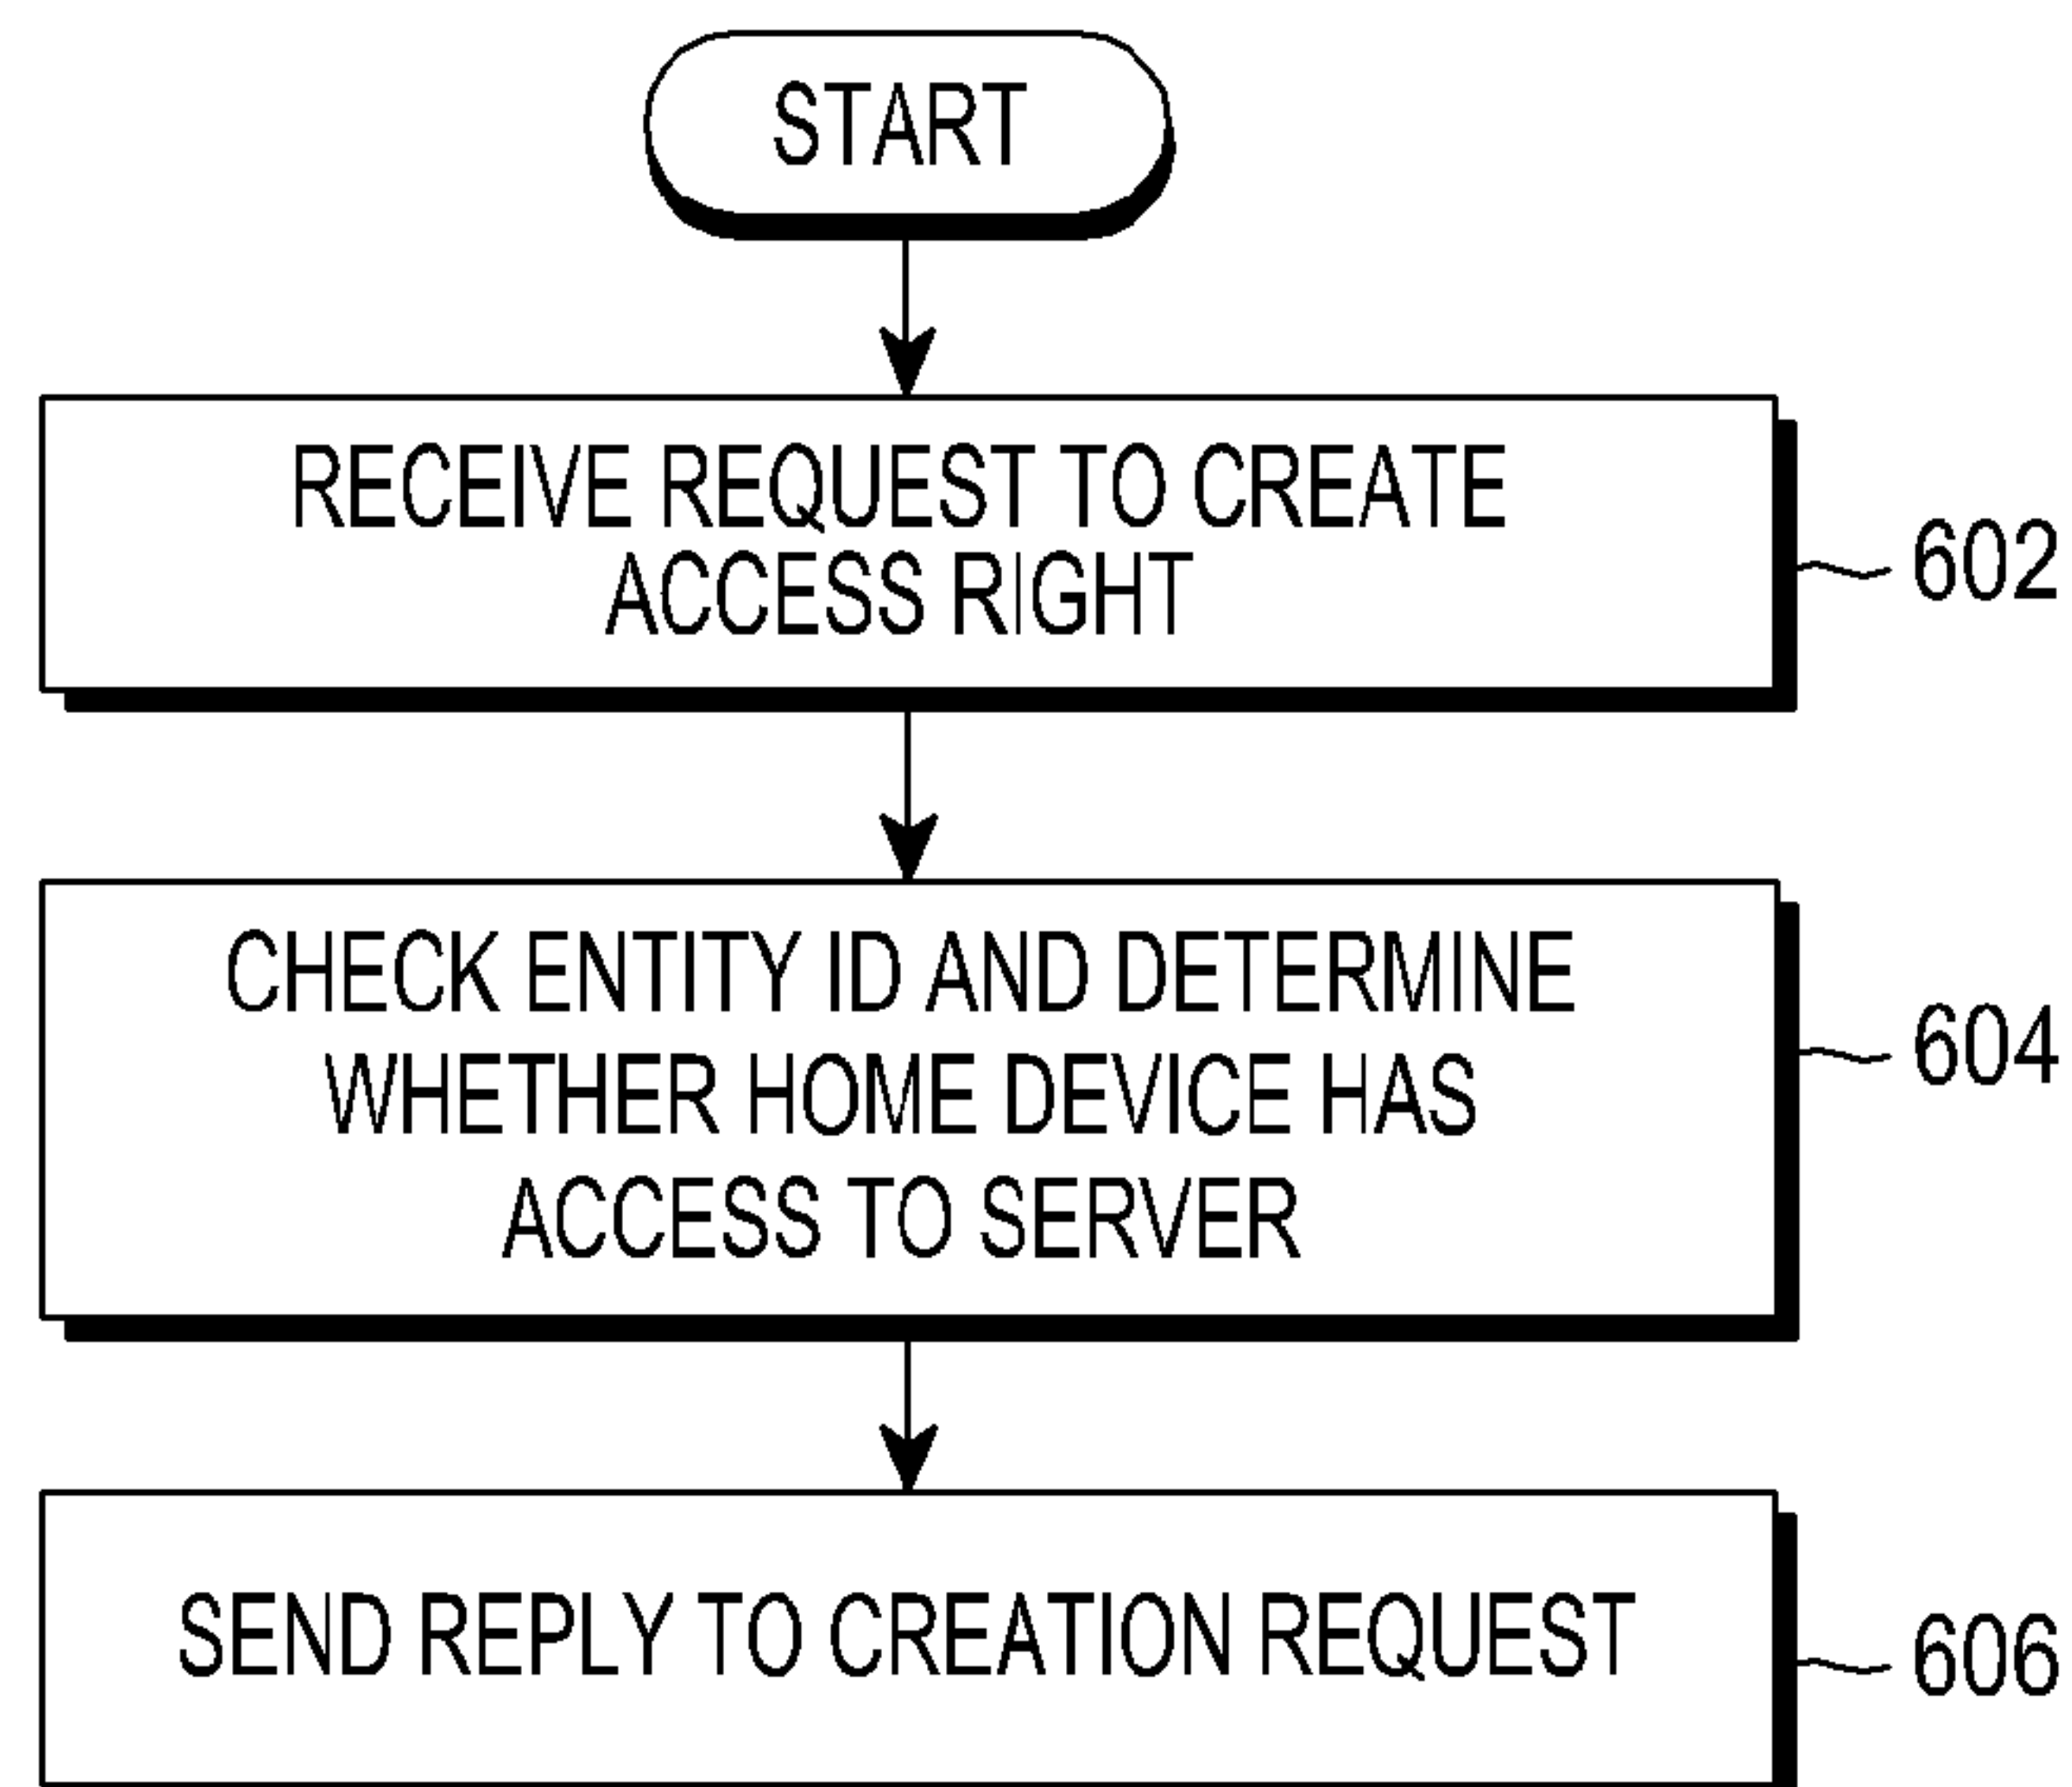 START
RECEIVE REQUEST TO CREATE
ACCESS RIGHT
602
CHECK ENTITY ID AND DETERMINE
WHETHER HOME DEVICE HAS
ACCESS TO SERVER
604
SEND REPLY TO CREATION REQUEST
606